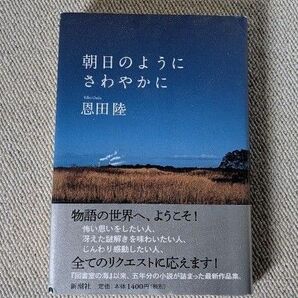 朝日のように
さわやかに
恩田 陸
物語の世界へ、ようこそ!
怖い思いをしたい人、
冴えた謎解きを味わいたい人、
じんわり感動したい人、
全てのリクエストに応えます!
『図書室の海』以来、五年分の小説が詰まった最新作品集。
新潮社 定価:本体1400円(税別)